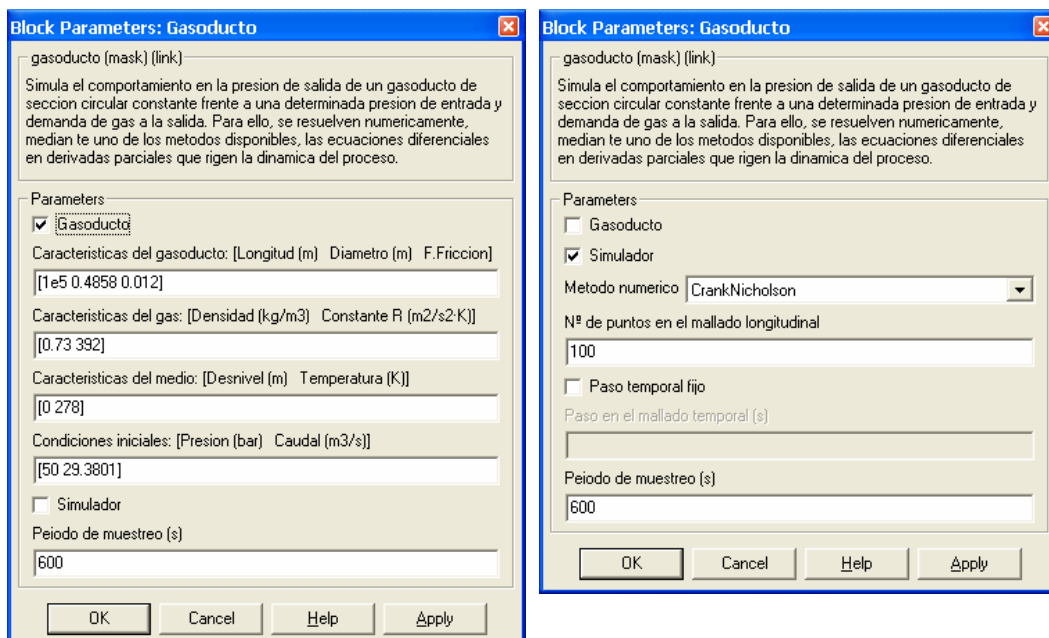 Block Parameters: Gasoducto
gasoducto (mask) (link)
Simula el comportamiento en la presion de salida de un gasoducto de
seccion circular constante frente a una determinada presion de entrada y
demanda de gas a la salida. Para ello, se resuelven numericamente,
median te uno de los metodos disponibles, las ecuaciones diferenciales
en derivadas parciales que rigen la dinamica del proceso.
Parameters
Gasoducto
Caracteristicas del gasoducto: [Longitud (m) Diametro (m) F.Friccion]
[1e5 0.4858 0.012]
Caracteristicas del gas: [Densidad (kg/m3) Constante R (m2/s2·K)]
[0.73 392]
Caracteristicas del medio: [Desnivel (m) Temperatura (K)]
[0 278]
Condiciones iniciales: [Presion (bar) Caudal (m3/s)]
[50 29.3801]
Simulador
Peiodo de muestreo (s)
600
OK Cancel Help Apply
Block Parameters: Gasoducto
gasoducto (mask) (link)
Simula el comportamiento en la presion de salida de un gasoducto de
seccion circular constante frente a una determinada presion de entrada y
demanda de gas a la salida. Para ello, se resuelven numericamente,
median te uno de los metodos disponibles, las ecuaciones diferenciales
en derivadas parciales que rigen la dinamica del proceso.
Parameters
Gasoducto
Simulador
Metodo numerico CrankNicholson
Nº de puntos en el mallado longitudinal
100
Paso temporal fijo
Paso en el mallado temporal (s)
Peiodo de muestreo (s)
600
OK Cancel Help Apply